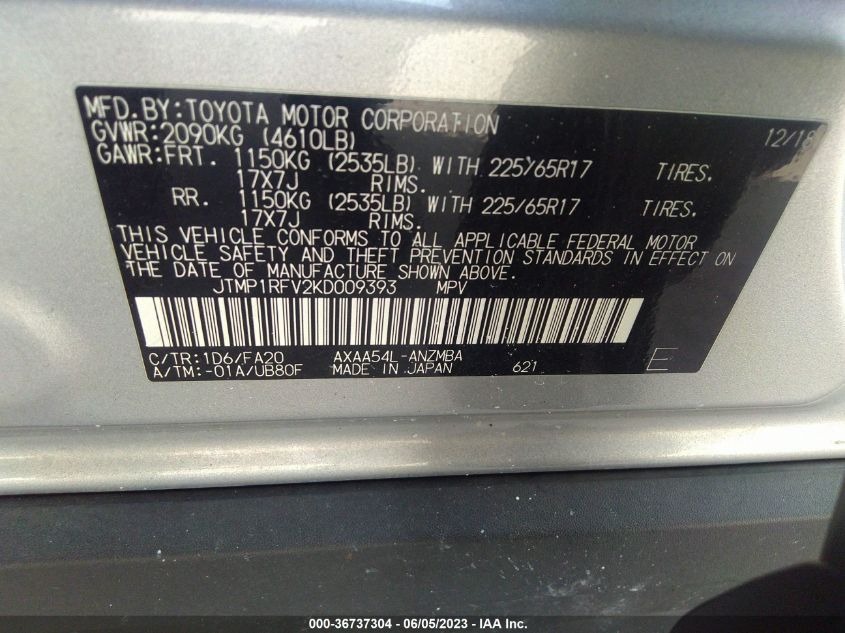 MFD.BY:TOYOTA MOTOR CORPORATION 12/18
GVWR:2090KG (4610LB)
GAWR:FRT. 1150KG (2535LB) WITH 225/65R17 TIRES.
17X7J RIMS.
RR. 1150KG (2535LB) WITH 225/65R17 TIRES.
17X7J RIMS.
THIS VEHICLE CONFORMS TO ALL APPLICABLE FEDERAL MOTOR
VEHICLE SAFETY AND THEFT PREVENTION STANDARDS IN EFFECT ON
THE DATE OF MANUFACTURE SHOWN ABOVE.
JTMP1RFV2KD009393 MPV
C/TR:1D6/FA20 AXAA54L-ANZMBA
A/TM:-01A/UB80F MADE IN JAPAN 621 E
000-36737304 - 06/05/2023 - IAA Inc.